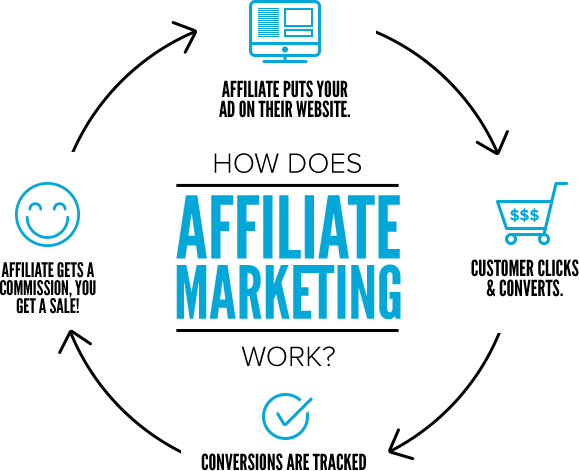 AFFILIATE PUTS YOUR
AD ON THEIR WEBSITE.
HOW DOES
AFFILIATE
MARKETING
WORK?
$$$
CUSTOMER CLICKS
& CONVERTS.
CONVERSIONS ARE TRACKED
AFFILIATE GETS A
COMMISSION, YOU
GET A SALE!